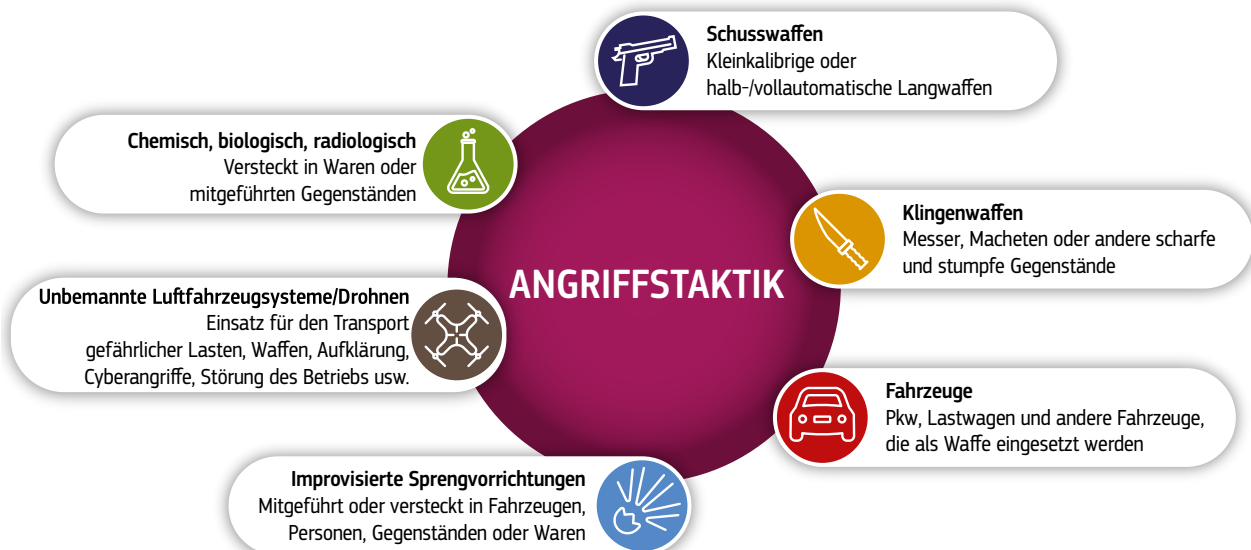 Schusswaffen
Kleinkalibrige oder
halb-/vollautomatische Langwaffen
Chemisch, biologisch, radiologisch
Versteckt in Waren oder
mitgeführten Gegenständen
Klingenwaffen
Messer, Macheten oder andere scharfe
und stumpfe Gegenstände
ANGRIFFSTAKTIK
Unbemannte Luftfahrzeugsysteme/Drohnen
Einsatz für den Transport
gefährlicher Lasten, Waffen, Aufklärung,
Cyberangriffe, Störung des Betriebs usw.
Fahrzeuge
Pkw, Lastwagen und andere Fahrzeuge,
die als Waffe eingesetzt werden
Improvisierte Sprengvorrichtungen
Mitgeführt oder versteckt in Fahrzeugen,
Personen, Gegenständen oder Waren